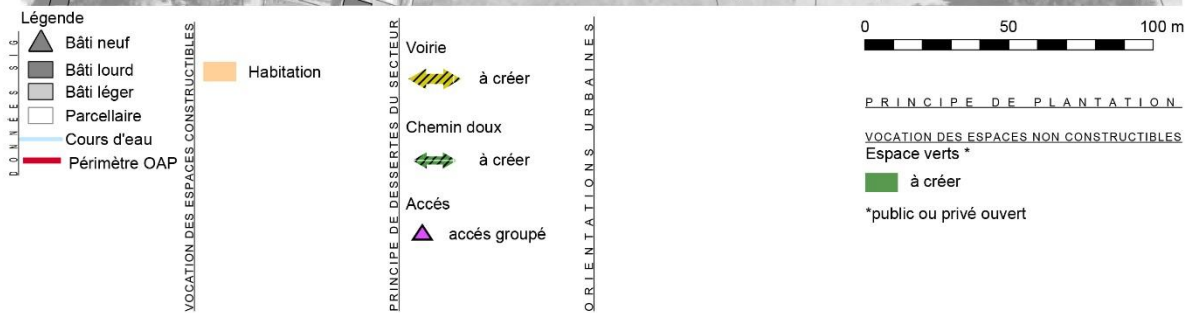 Légende
DONNEES SIG
Bâti neuf
Bâti lourd
Bâti léger
Parcellaire
Cours d'eau
Périmètre OAP
VOCATION DES ESPACES CONSTRUCTIBLES
Habitation
PRINCIPE DE DESSERTES DU SECTEUR
Voirie
à créer
Chemin doux
à créer
Accés
accés groupé
ORIENTATIONS URBAINES
0 50 100 m
PRINCIPE DE PLANTATION
VOCATION DES ESPACES NON CONSTRUCTIBLES
Espace verts *
à créer
*public ou privé ouvert